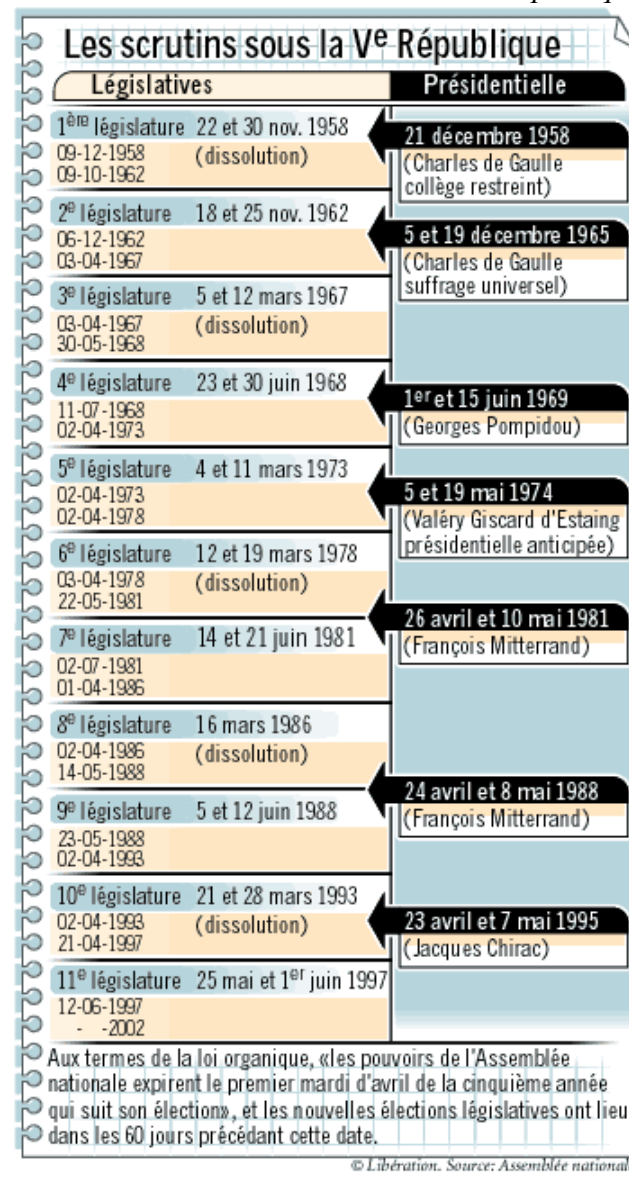 Les scrutins sous la Ve République
Législatives
Présidentielle
1ère législature 22 et 30 nov. 1958
09-12-1958 (dissolution)
09-10-1962
21 décembre 1958
(Charles de Gaulle
collège restreint)
2e législature 18 et 25 nov. 1962
06-12-1962
03-04-1967
5 et 19 décembre 1965
(Charles de Gaulle
suffrage universel)
3e législature 5 et 12 mars 1967
03-04-1967 (dissolution)
30-05-1968
4e législature 23 et 30 juin 1968
11-07-1968
02-04-1973
1er et 15 juin 1969
(Georges Pompidou)
5e législature 4 et 11 mars 1973
02-04-1973
02-04-1978
5 et 19 mai 1974
(Valéry Giscard d'Estaing
présidentielle anticipée)
6e législature 12 et 19 mars 1978
03-04-1978 (dissolution)
22-05-1981
26 avril et 10 mai 1981
(François Mitterrand)
7e législature 14 et 21 juin 1981
02-07-1981
01-04-1986
8e législature 16 mars 1986
02-04-1986 (dissolution)
14-05-1988
24 avril et 8 mai 1988
(François Mitterrand)
9e législature 5 et 12 juin 1988
23-05-1988
02-04-1993
10e législature 21 et 28 mars 1993
02-04-1993 (dissolution)
21-04-1997
23 avril et 7 mai 1995
(Jacques Chirac)
11e législature 25 mai et 1er juin 1997
12-06-1997
- -2002
Aux termes de la loi organique, «les pouvoirs de l'Assemblée
nationale expirent le premier mardi d'avril de la cinquième année
qui suit son élection», et les nouvelles élections législatives ont lieu
dans les 60 jours précédant cette date.
© Libération. Source: Assemblée national